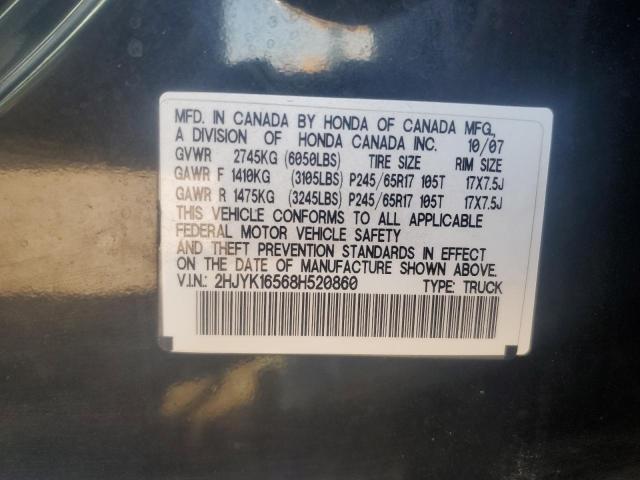 MFD. IN CANADA BY HONDA OF CANADA MFG.,
A DIVISION OF HONDA CANADA INC. 10/07
GVWR 2745KG (6050LBS) TIRE SIZE RIM SIZE
GAWR F 1410KG (3105LBS) P245/65R17 105T 17X7.5J
GAWR R 1475KG (3245LBS) P245/65R17 105T 17X7.5J
THIS VEHICLE CONFORMS TO ALL APPLICABLE
FEDERAL MOTOR VEHICLE SAFETY
AND THEFT PREVENTION STANDARDS IN EFFECT
ON THE DATE OF MANUFACTURE SHOWN ABOVE.
V.I.N.: 2HJYK16568H520860 TYPE: TRUCK